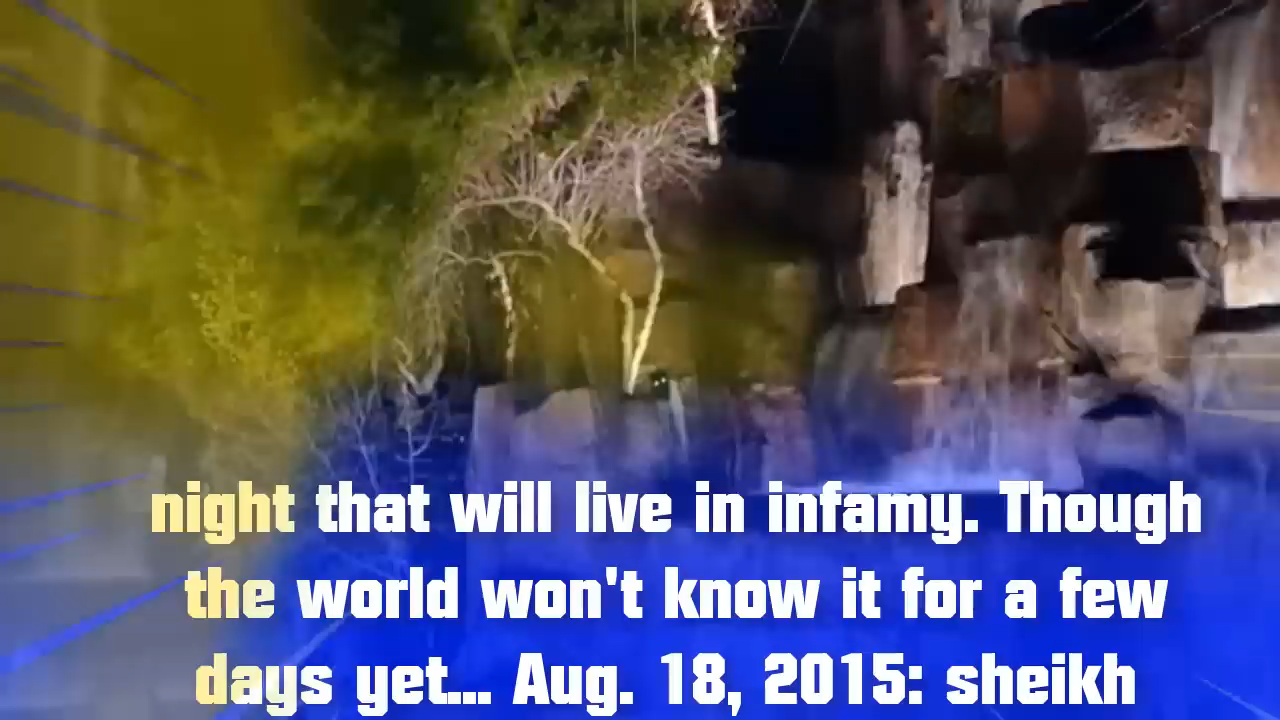 night that will live in infamy. Though
the world won't know it for a few
days yet... Aug. 18, 2015: sheikh